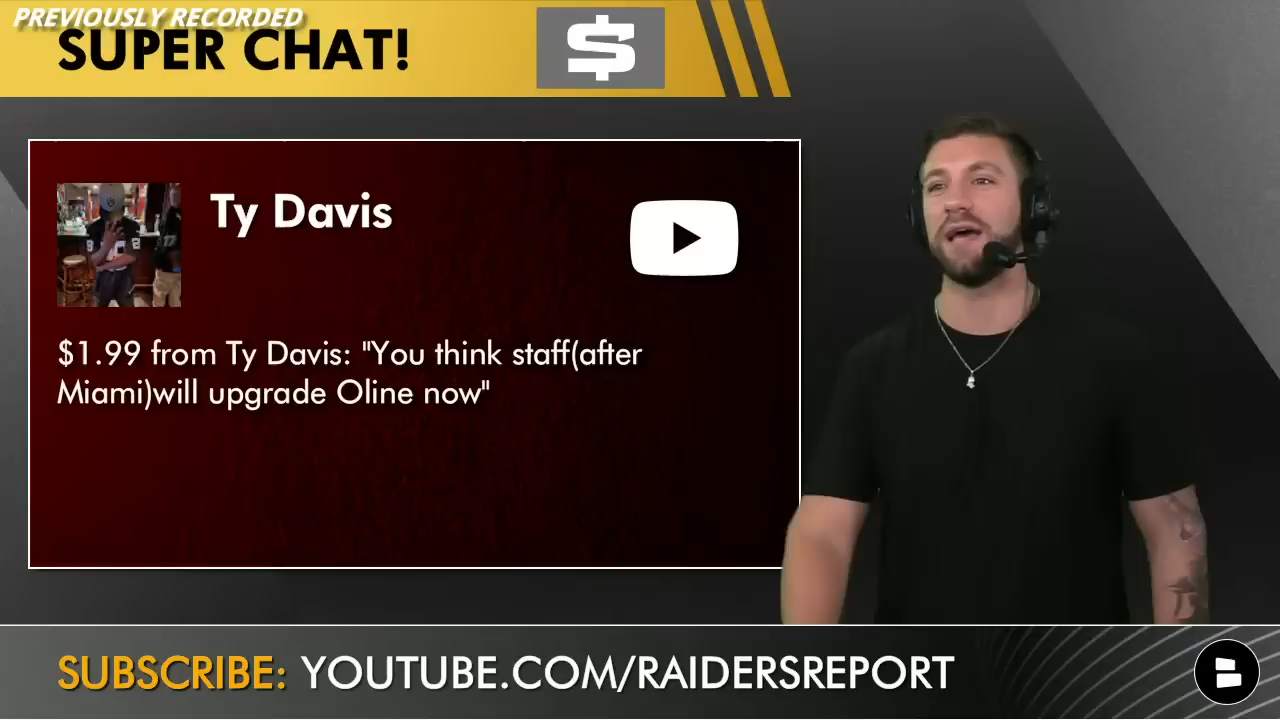 PREVIOUSLY RECORDED
SUPER CHAT!
Ty Davis
$1.99 from Ty Davis: "You think staff(after
Miami)will upgrade Oline now"
SUBSCRIBE: YOUTUBE.COM/RAIDERSREPORT